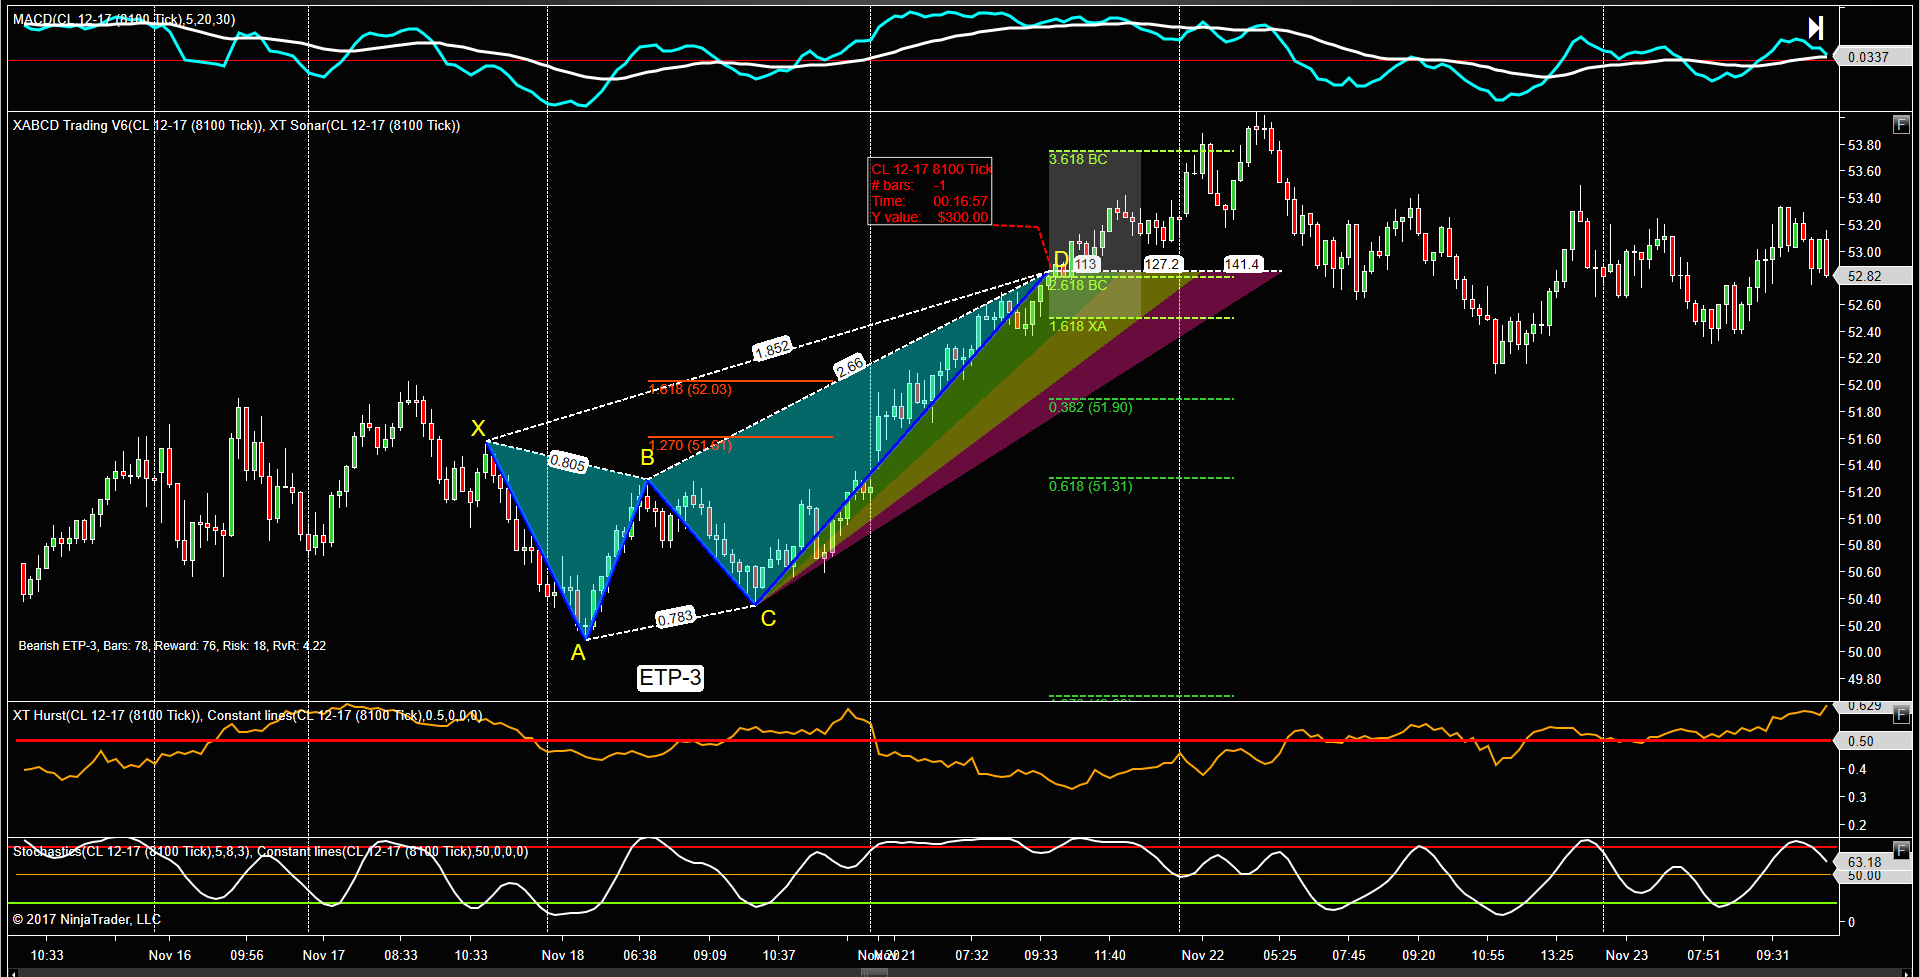 MACD(CL 12-17 (8100 Tick),5,20,30)
0.0337
XABCD Trading V6(CL 12-17 (8100 Tick)), XT Sonar(CL 12-17 (8100 Tick))
F
53.80
53.60
53.40
53.20
53.00
52.82
52.60
52.40
52.20
52.00
51.80
51.60
51.40
51.20
51.00
50.80
50.60
50.40
50.20
50.00
49.80
CL 12-17 8100 Tick
# bars: -1
Time: 00:16:57
Y value: $300.00
3.618 BC
D
113
127.2
141.4
2.618 BC
1.618 XA
1.852
2.66
1.618 (52.03)
0.382 (51.90)
X
1.270 (51.61)
B
0.805
0.618 (51.31)
0.783
C
A
Bearish ETP-3, Bars: 78, Reward: 76, Risk: 18, RvR: 4.22
ETP-3
XT Hurst(CL 12-17 (8100 Tick)), Constant lines(CL 12-17 (8100 Tick),0.5,0,0,0)
0.629
F
0.50
0.4
0.3
0.2
Stochastics(CL 12-17 (8100 Tick),5,8,3), Constant lines(CL 12-17 (8100 Tick),50,0,0,0)
F
63.18
50.00
0
© 2017 NinjaTrader, LLC
10:33 Nov 16 09:56 Nov 17 08:33 10:33 Nov 18 06:38 09:09 10:37 21 07:32 09:33 11:40 Nov 22 05:25 07:45 09:20 10:55 13:25 Nov 23 07:51 09:31